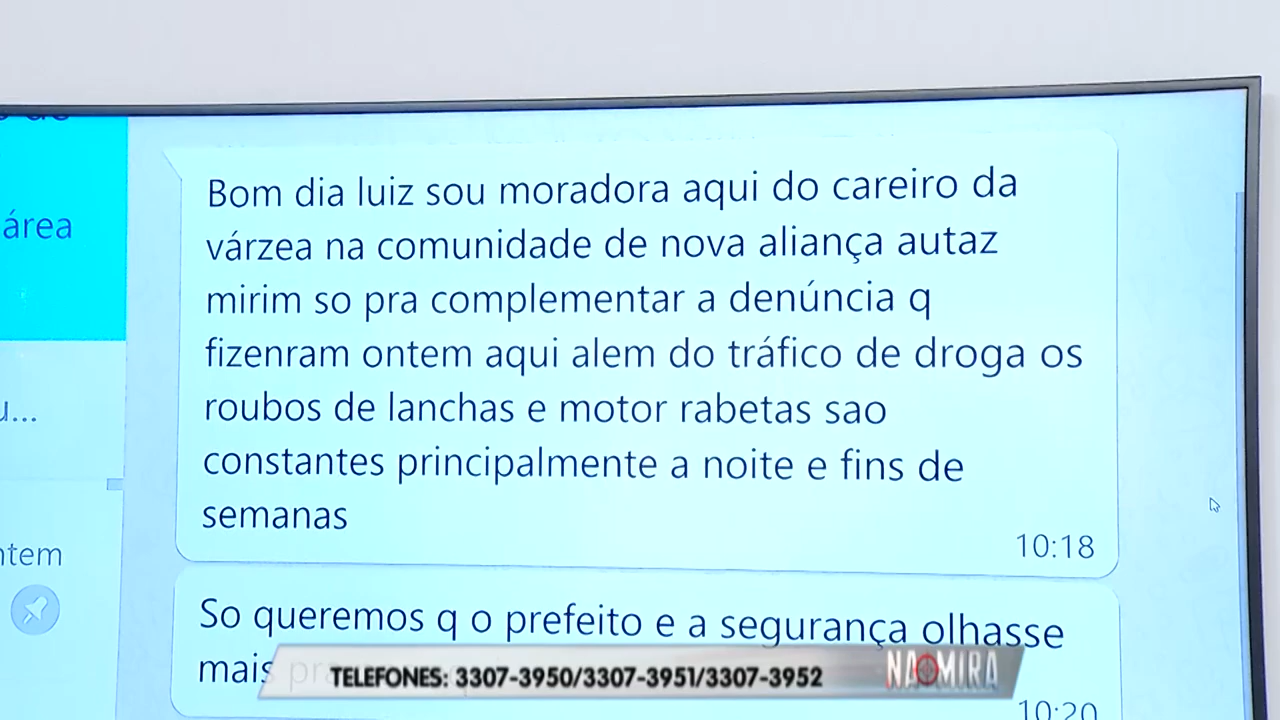 área
u...
ntem
Bom dia luiz sou moradora aqui do careiro da
várzea na comunidade de nova aliança autaz
mirim so pra complementar a denúncia q
fizenram ontem aqui alem do tráfico de droga os
roubos de lanchas e motor rabetas sao
constantes principalmente a noite e fins de
semanas
10:18
So queremos q o prefeito e a segurança olhasse
mais
10:20
TELEFONES: 3307-3950/3307-3951/3307-3952
NA MIRA